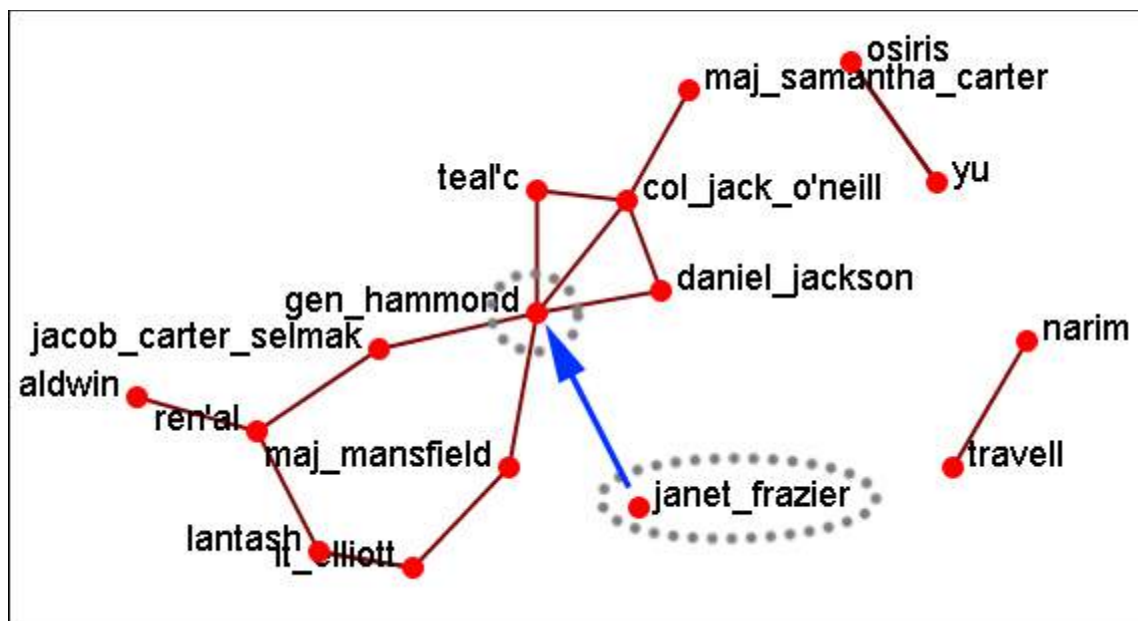 osiris
maj_samantha_carter
yu
teal'c
col_jack_o'neill
daniel_jackson
gen_hammond
jacob_carter_selmak
narim
aldwin
ren'al
maj_mansfield
travell
janet_frazier
lantash
lt_elliott